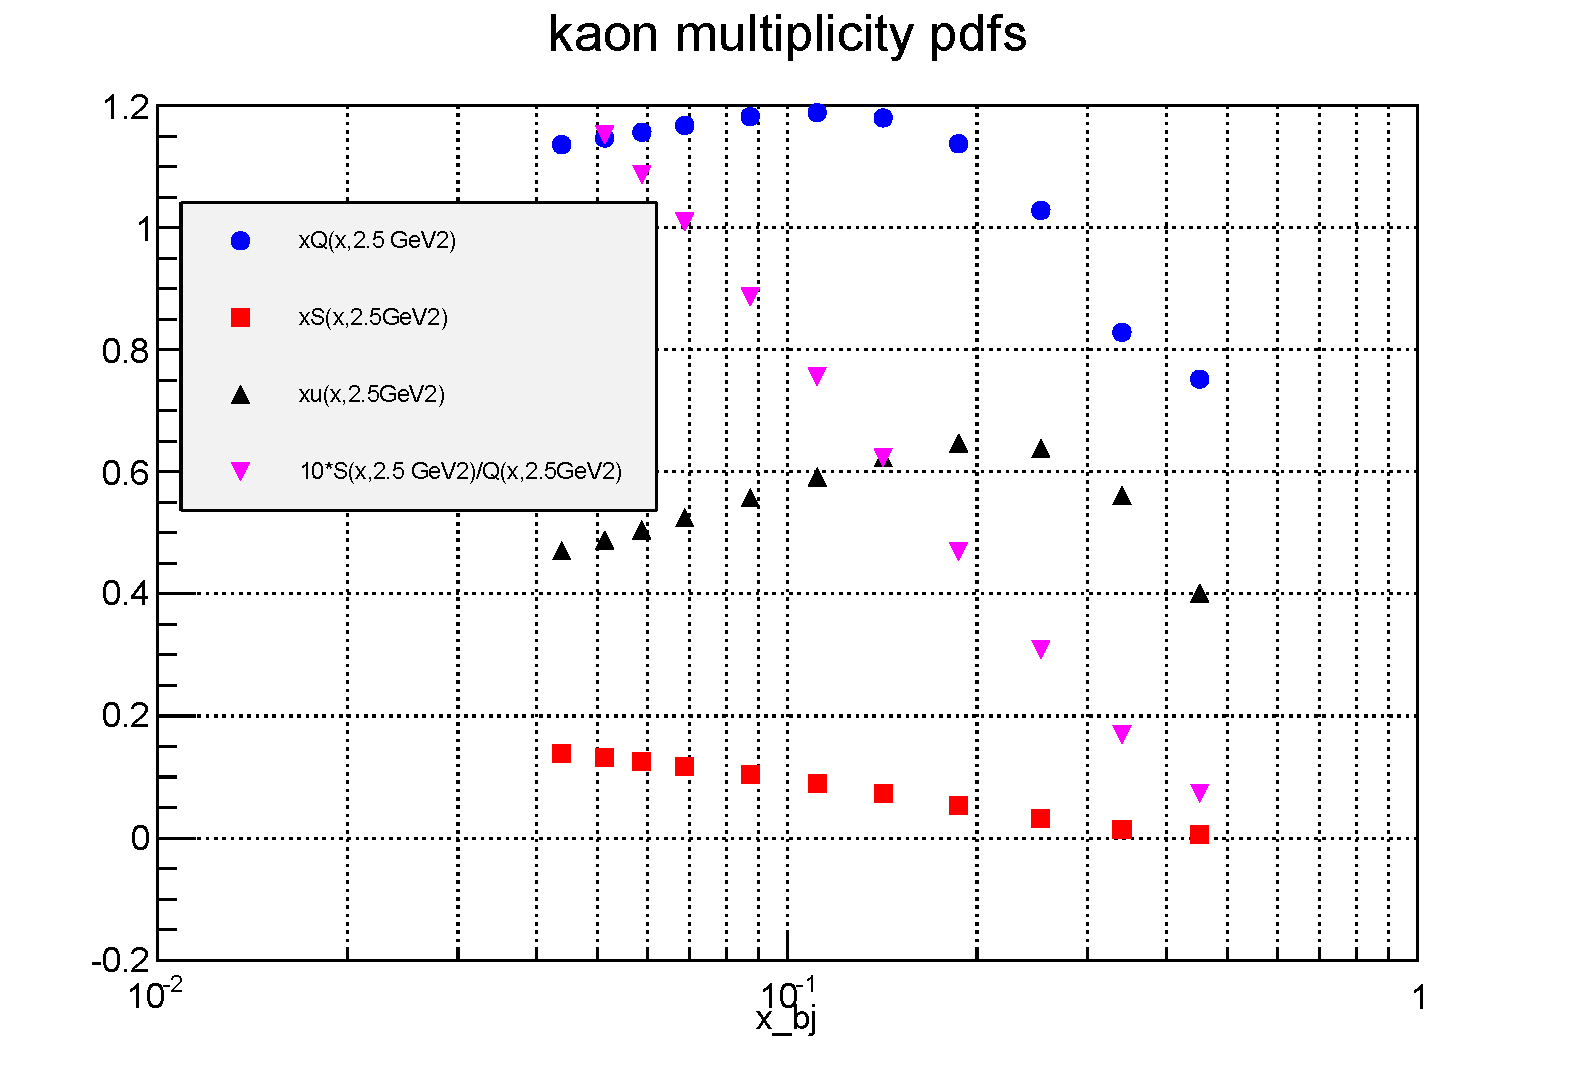 kaon multiplicity pdfs
1.2
1
0.8
0.6
0.4
0.2
0
-0.2
xQ(x,2.5 GeV2)
xS(x,2.5GeV2)
xu(x,2.5GeV2)
10*S(x,2.5 GeV2)/Q(x,2.5GeV2)
10-2 10-1 1
x_bj